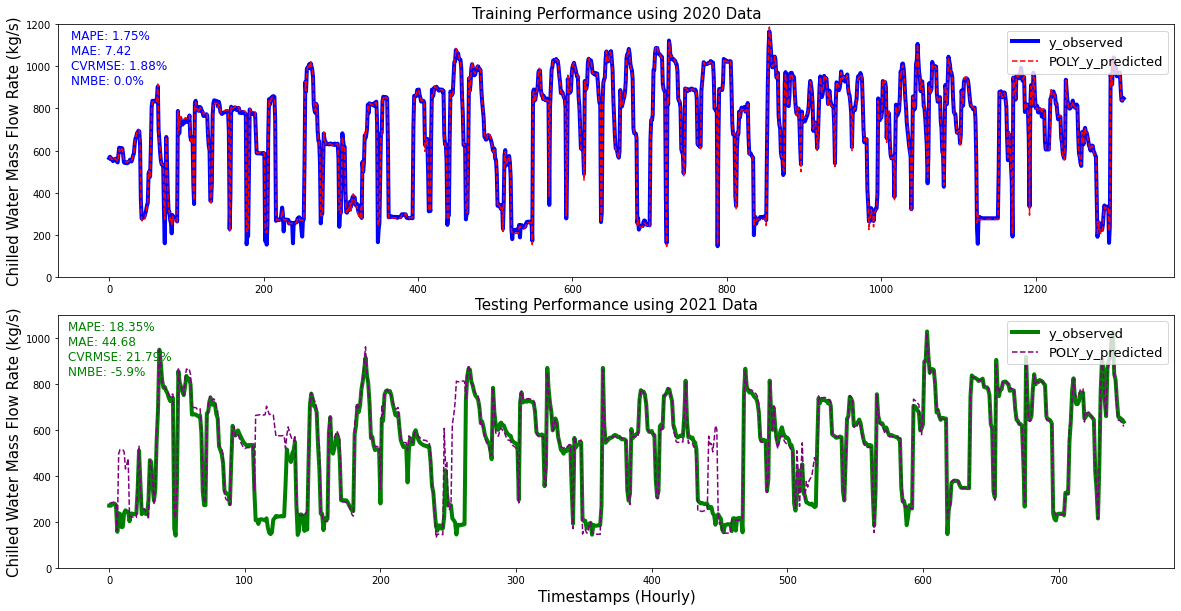 Training Performance using 2020 Data
Chilled Water Mass Flow Rate (kg/s)
1200
1000
800
600
400
200
0
MAPE: 1.75%
MAE: 7.42
CVRMSE: 1.88%
NMBE: 0.0%
y_observed
POLY_y_predicted
0 200 400 600 800 1000 1200
Testing Performance using 2021 Data
Chilled Water Mass Flow Rate (kg/s)
1000
800
600
400
200
0
MAPE: 18.35%
MAE: 44.68
CVRMSE: 21.79%
NMBE: -5.9%
y_observed
POLY_y_predicted
0 100 200 300 400 500 600 700
Timestamps (Hourly)